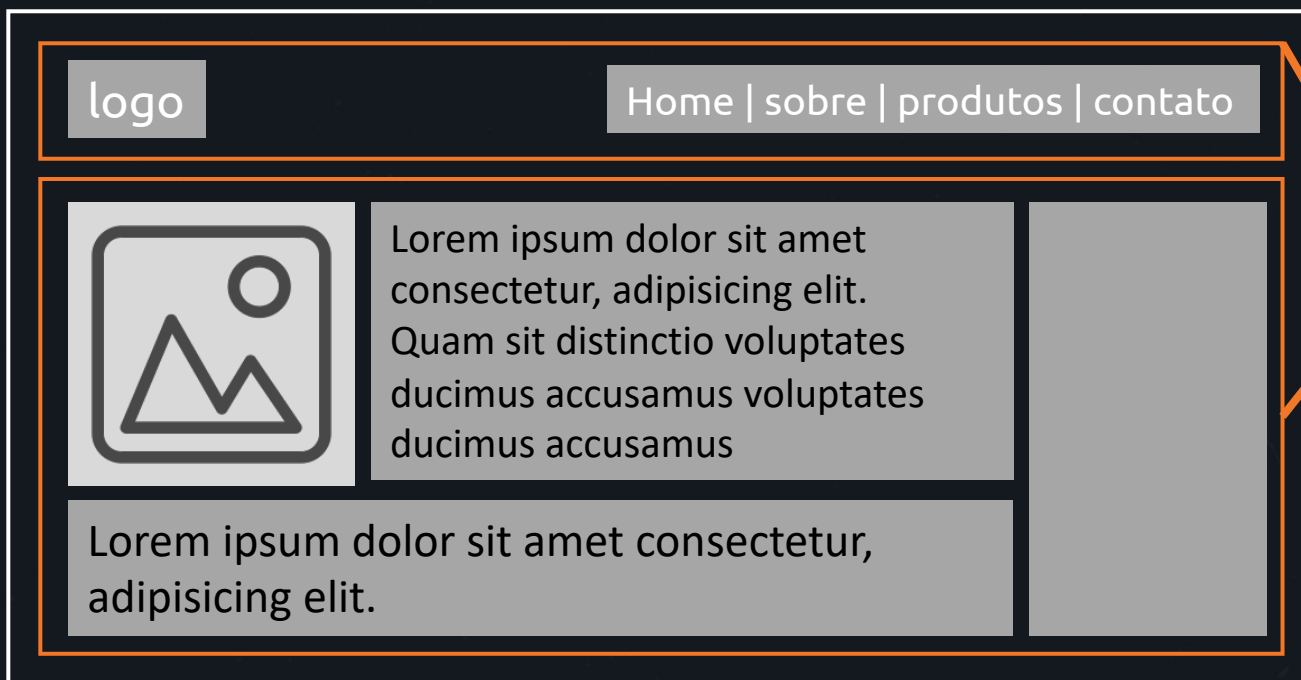 logo
Home | sobre | produtos | contato
Lorem ipsum dolor sit amet
consectetur, adipisicing elit.
Quam sit distinctio voluptates
ducimus accusamus voluptates
ducimus accusamus
Lorem ipsum dolor sit amet consectetur,
adipisicing elit.